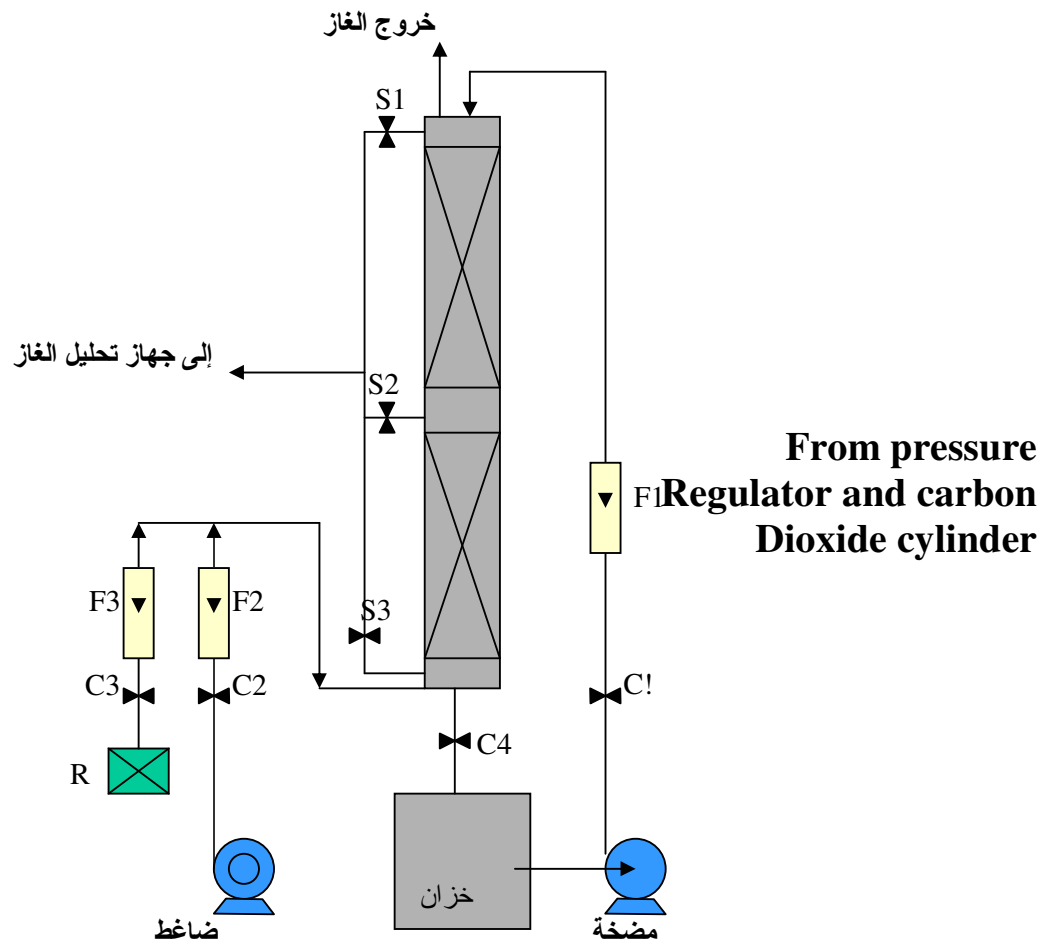 خروج الغاز
S1
إلى جهاز تحليل الغاز
S2
From pressure
F1Regulator and carbon
Dioxide cylinder
F3
F2
S3
C3
C2
C!
C4
R
خزان
ضاغط
مضخة